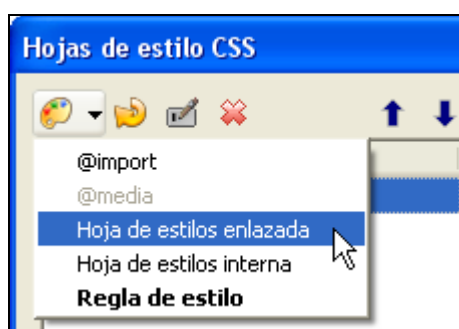 Hojas de estilo CSS
@import
@media
Hoja de estilos enlazada
Hoja de estilos interna
Regla de estilo